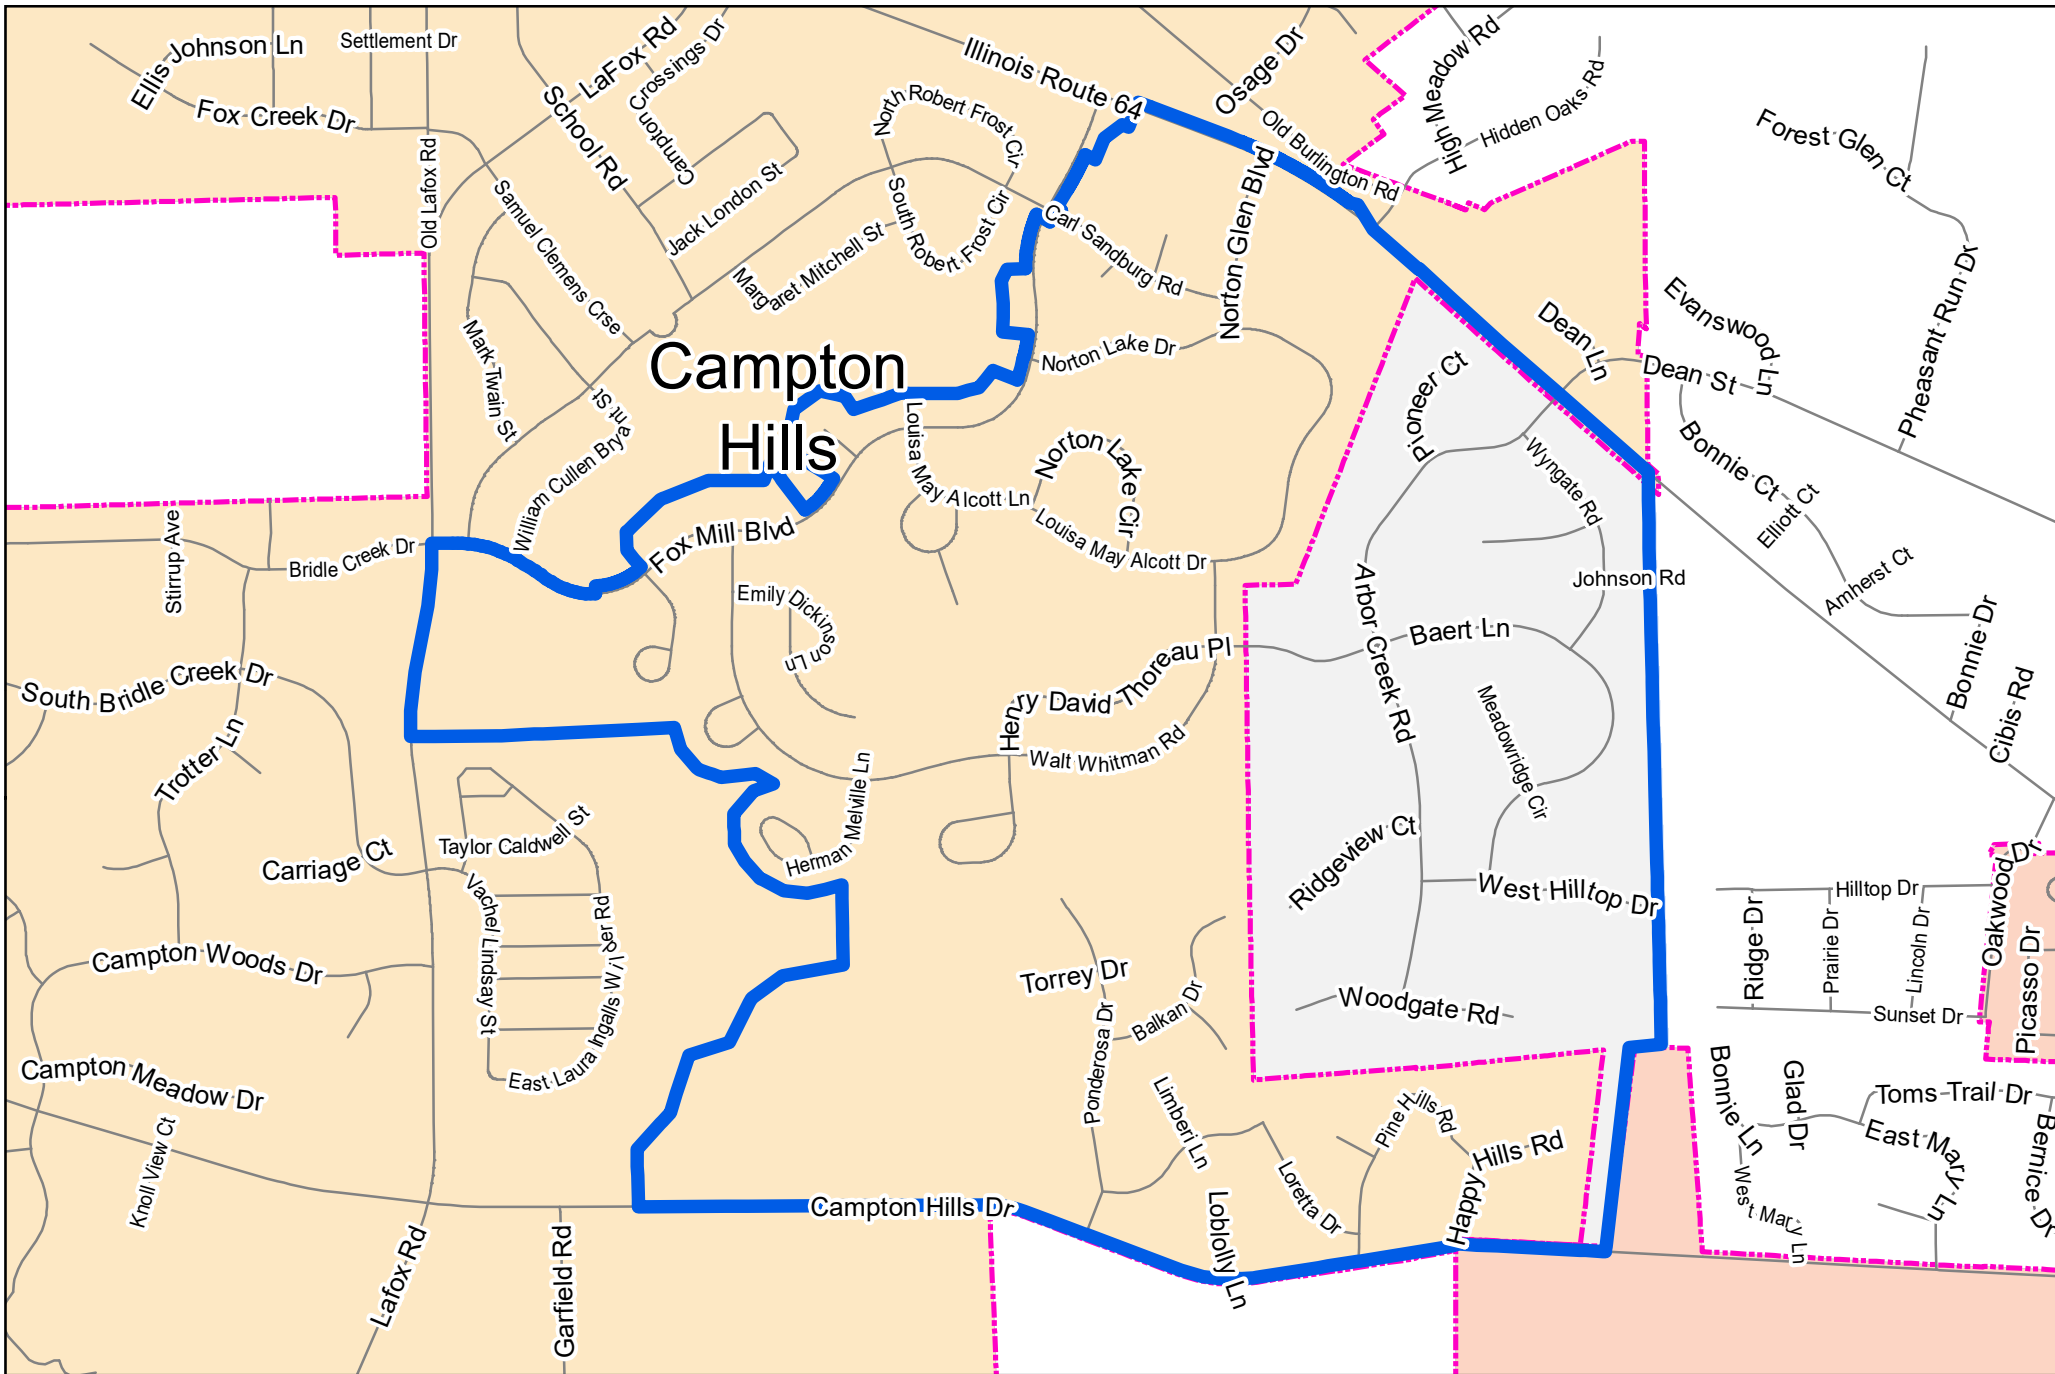 Ellis Johnson Ln
Settlement Dr
Fox Creek Dr
Old Lafox Rd
School Rd
LaFox Rd
Campton Crossings Dr
Jack London St
Samuel Clemens Crse
Mark Twain St
William Cullen Bryant St
Margaret Mitchell St
North Robert Frost Cir
South Robert Frost Cir
Illinois Route 64
Osage Dr
Old Burlington Rd
High Meadow Rd
Hidden Oaks Rd
Forest Glen Ct
Pheasant Run Dr
Evanswood Ln
Dean Ln
Dean St
Bonnie Ct
Elliott Ct
Amherst Ct
Bonnie Dr
Cibis Rd
Carl Sandburg Rd
Norton Glen Blvd
Norton Lake Dr
Norton Lake Cir
Campton
Hills
Louisa May Alcott Ln
Louisa May Alcott Dr
Fox Mill Blvd
Emily Dickinson Ln
Henry David Thoreau Pl
Walt Whitman Rd
Herman Melville Ln
Pioneer Ct
Wyngate Rd
Johnson Rd
Arbor Creek Rd
Baert Ln
Meadowridge Cir
Ridgeview Ct
West Hilltop Dr
Woodgate Rd
Stirrup Ave
Bridle Creek Dr
South Bridle Creek Dr
Trotter Ln
Carriage Ct
Taylor Caldwell St
Vachel Lindsay St
East Laura Ingalls Wilder Rd
Campton Woods Dr
Campton Meadow Dr
Knoll View Ct
Lafox Rd
Garfield Rd
Campton Hills Dr
Torrey Dr
Balkan Dr
Ponderosa Dr
Limberi Ln
Loblolly Ln
Loretta Dr
Pine Hills Rd
Happy Hills Rd
Hilltop Dr
Ridge Dr
Prairie Dr
Lincoln Dr
Sunset Dr
Oakwood Dr
Picasso Dr
Bonnie Ln
Glad Dr
Toms Trail Dr
East Mary Ln
West Mary Ln
Bernice Dr